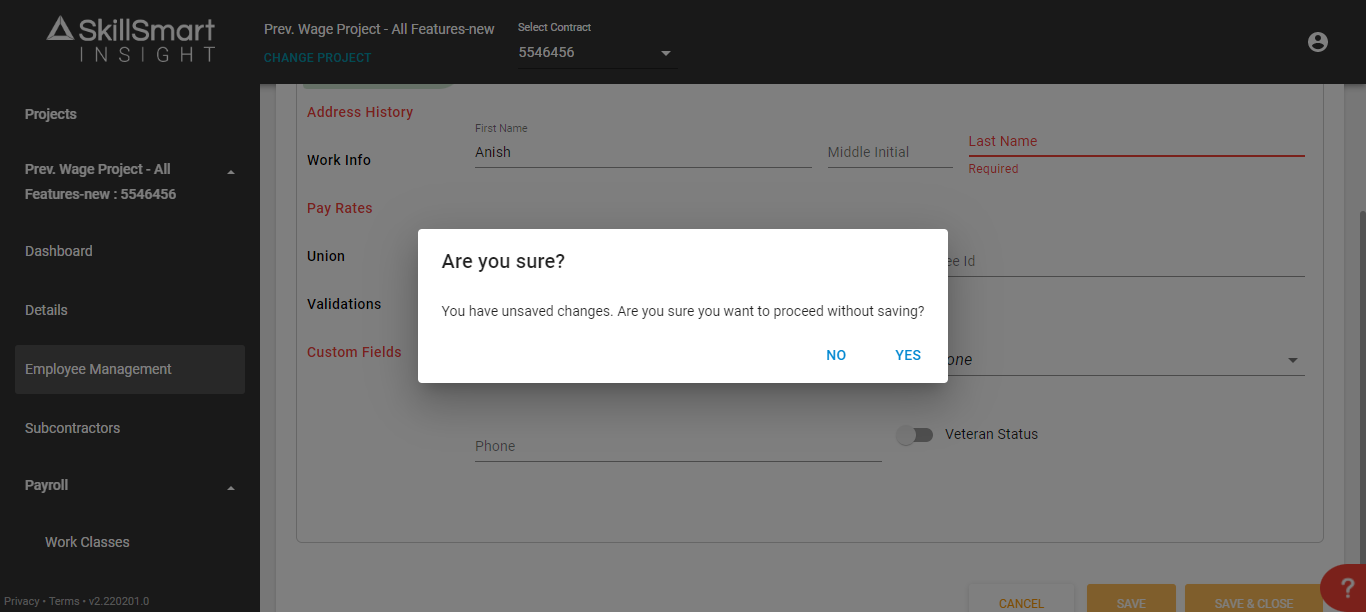 SkillSmart
INSIGHT
Prev. Wage Project - All Features-new
CHANGE PROJECT
Select Contract
5546456
Projects
Prev. Wage Project - All
Features-new : 5546456
Dashboard
Details
Employee Management
Subcontractors
Payroll
Work Classes
Privacy • Terms • v2.220201.0
Address History
Work Info
Pay Rates
Union
Validations
Custom Fields
First Name
Anish
Middle Initial
Last Name
Required
Id
Are you sure?
You have unsaved changes. Are you sure you want to proceed without saving?
NO
YES
Phone
Veteran Status
CANCEL
SAVE
SAVE & CLOSE
?